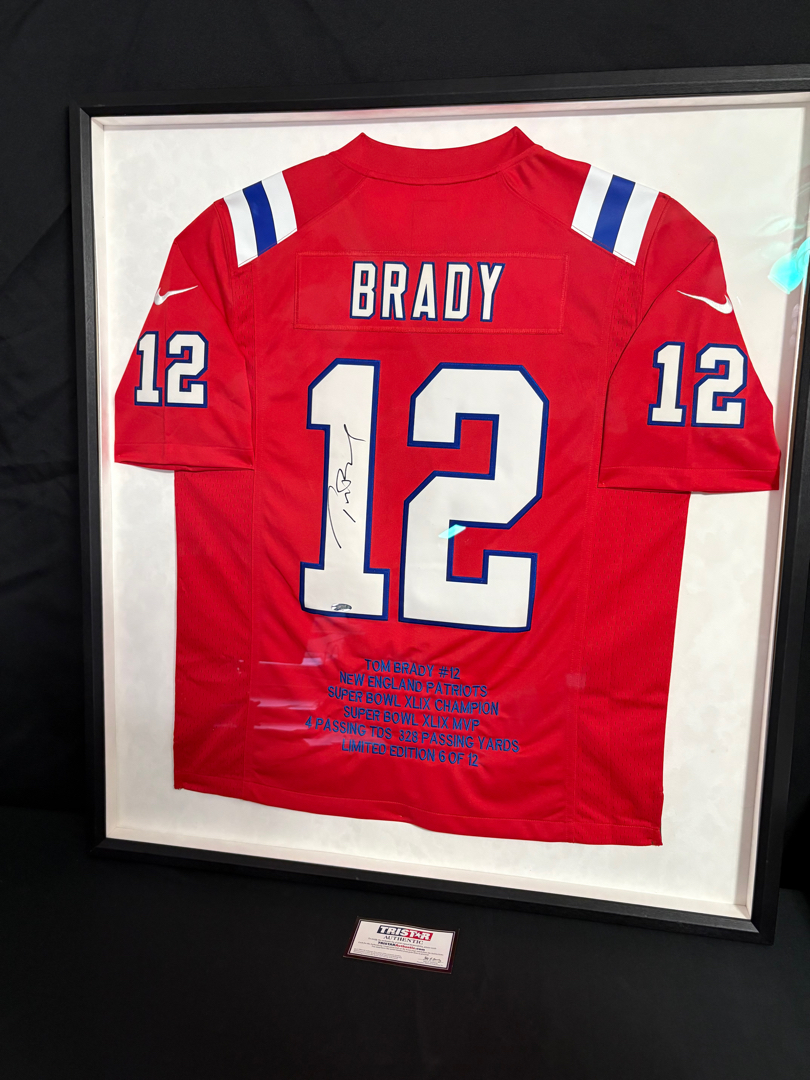 BRADY
12
12
12
TOM BRADY #12
NEW ENGLAND PATRIOTS
SUPER BOWL XLIX CHAMPION
SUPER BOWL XLIX MVP
4 PASSING TDS 328 PASSING YARDS
LIMITED EDITION 6 OF 12
TRISTAR
AUTHENTIC